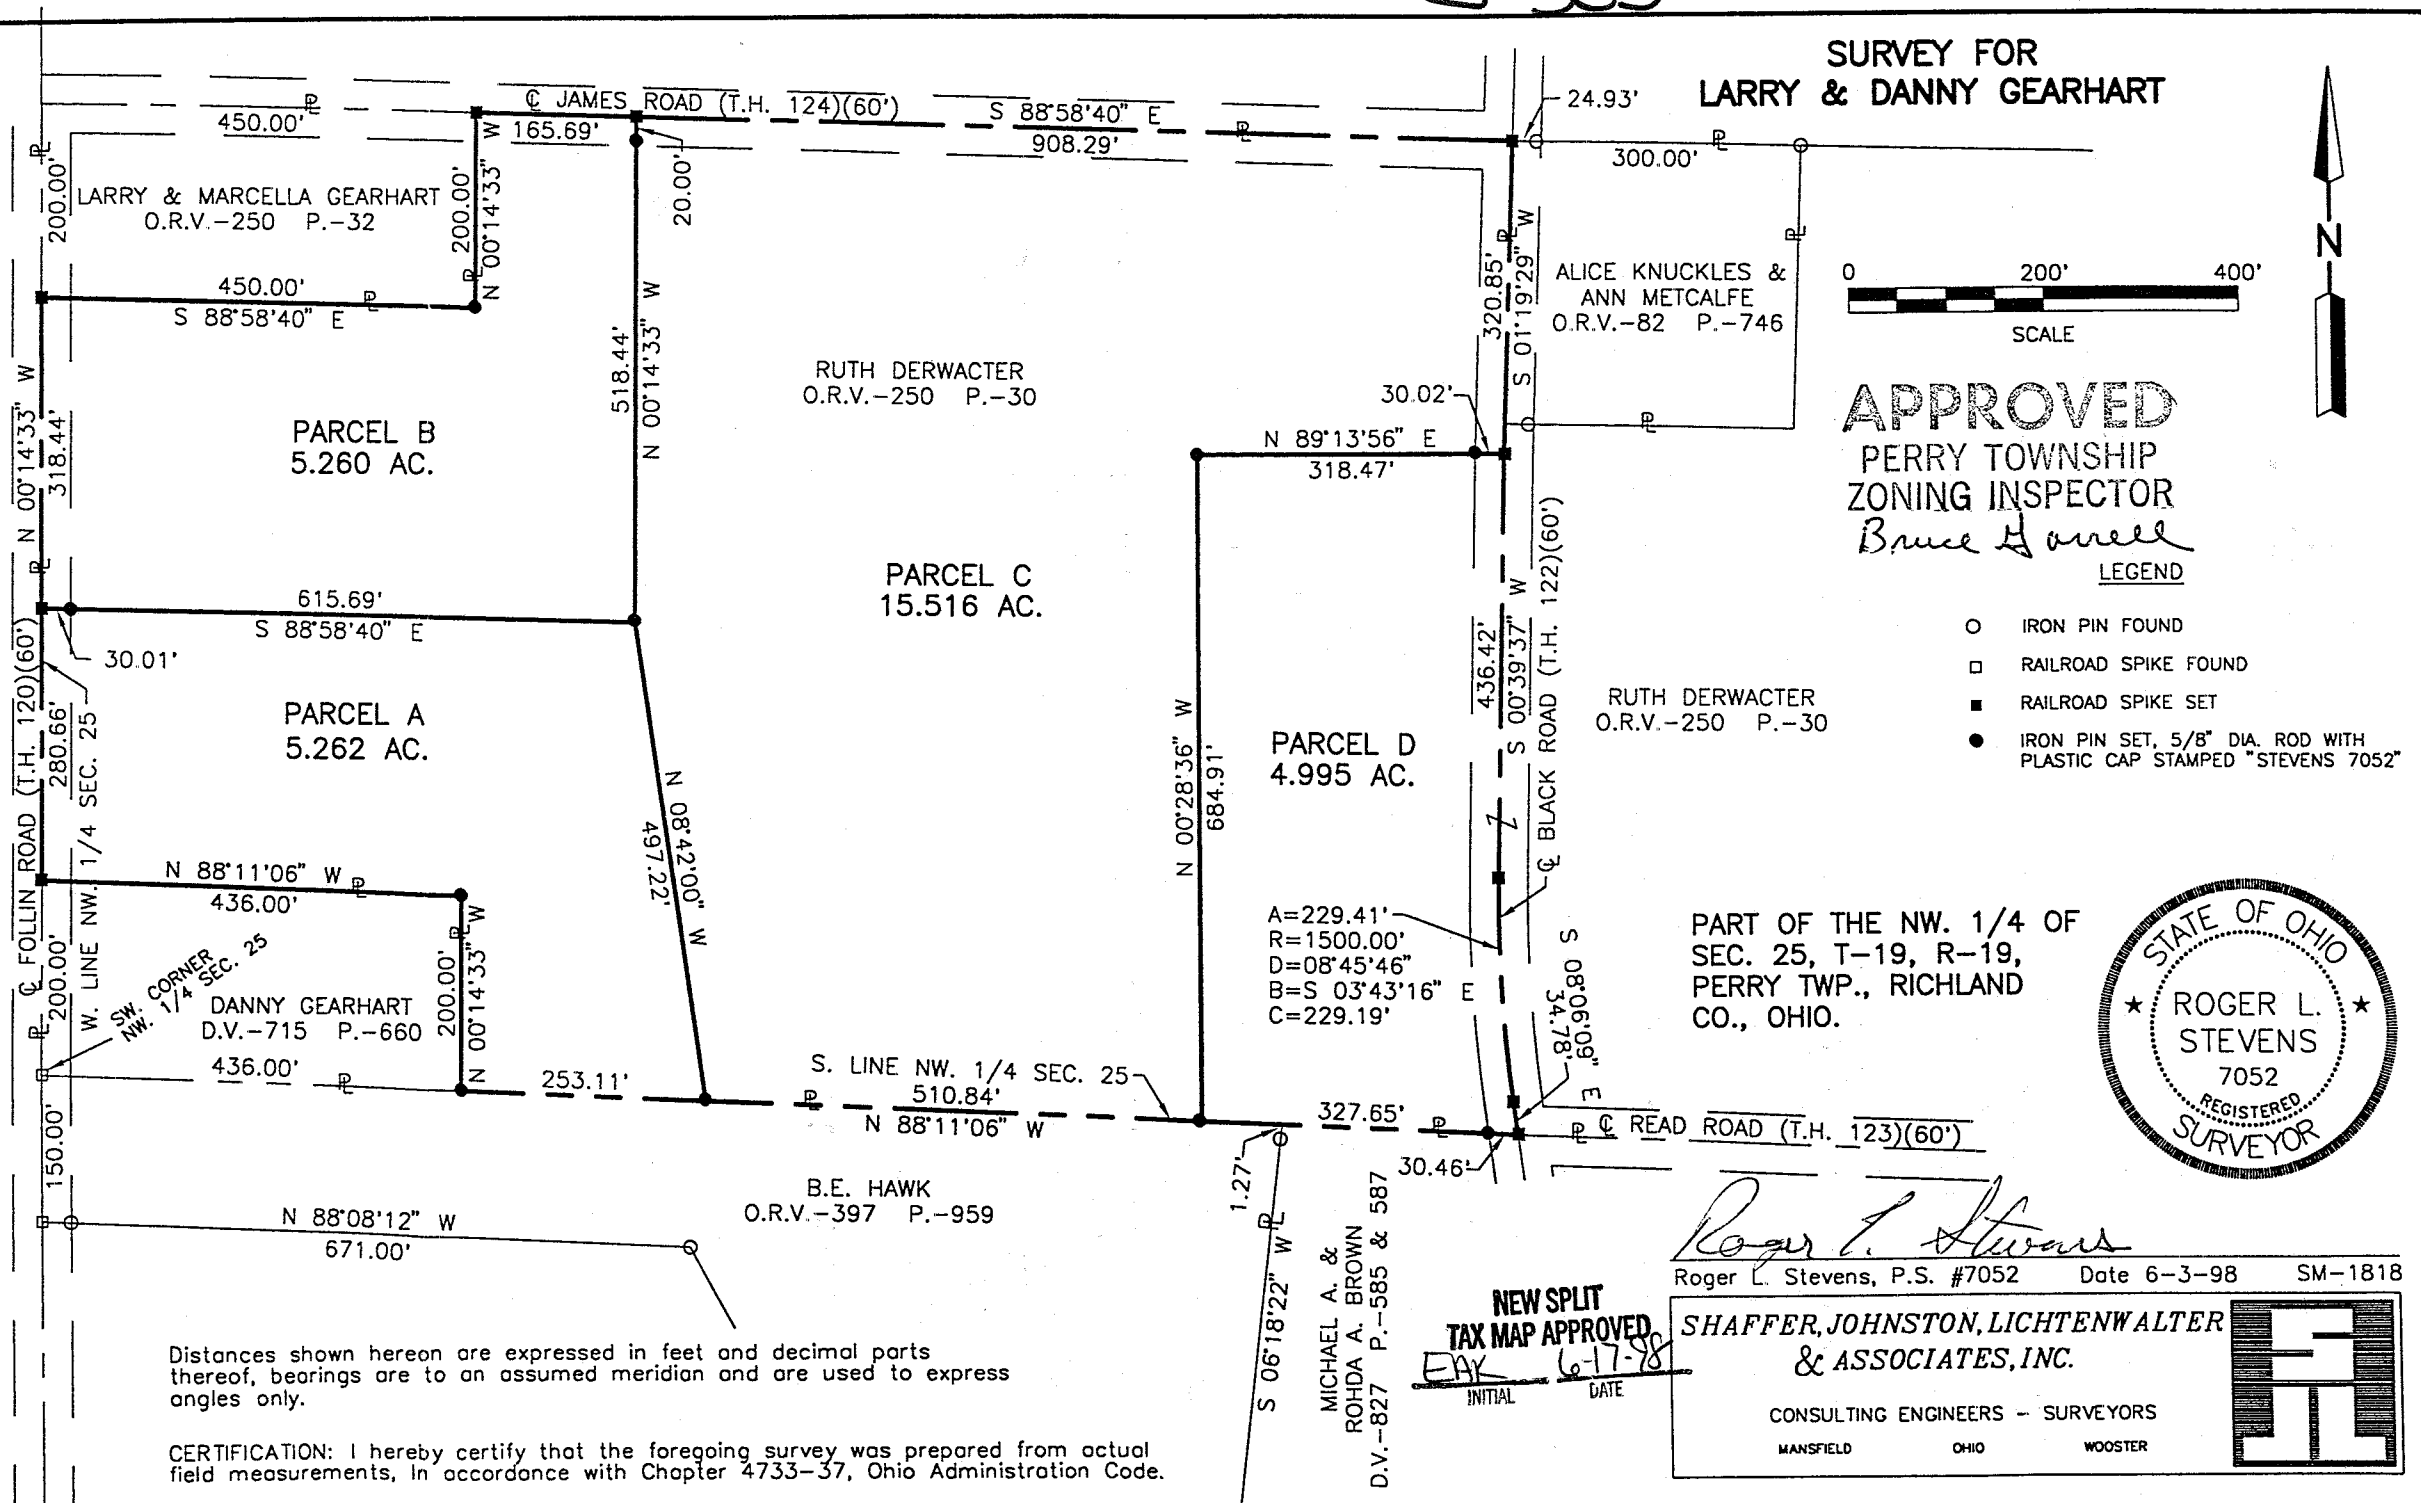 SURVEY FOR
LARRY & DANNY GEARHART
℄ JAMES ROAD (T.H. 124)(60')
S 88°58'40" E
908.29'
24.93'
300.00'
450.00'
165.69'
20.00'
200.00'
LARRY & MARCELLA GEARHART
O.R.V.-250 P.-32
200.00'
N 00°14'33" W
450.00'
S 88°58'40" E
N 00°14'33" W
318.44'
PARCEL B
5.260 AC.
518.44'
N 00°14'33" W
RUTH DERWACTER
O.R.V.-250 P.-30
320.85'
S 01°19'29" W
ALICE KNUCKLES &
ANN METCALFE
O.R.V.-82 P.-746
0 200' 400'
SCALE
N
30.02'
N 89°13'56" E
318.47'
APPROVED
PERRY TOWNSHIP
ZONING INSPECTOR
Bruce
LEGEND
IRON PIN FOUND
RAILROAD SPIKE FOUND
RAILROAD SPIKE SET
IRON PIN SET, 5/8" DIA. ROD WITH
PLASTIC CAP STAMPED "STEVENS 7052"
615.69'
S 88°58'40" E
30.01'
PARCEL C
15.516 AC.
PARCEL A
5.262 AC.
℄ FOLLIN ROAD (T.H. 120)(60')
280.66'
W. LINE NW. 1/4 SEC. 25
N 08°42'00" W
497.22'
N 00°28'36" W
684.91'
PARCEL D
4.995 AC.
436.42'
S 00°39'37" W
℄ BLACK ROAD (T.H. 122)(60')
RUTH DERWACTER
O.R.V.-250 P.-30
N 88°11'06" W
436.00'
SW. CORNER
NW. 1/4 SEC. 25
200.00'
DANNY GEARHART
D.V.-715 P.-660
200.00'
N 00°14'33" W
436.00'
253.11'
S. LINE NW. 1/4 SEC. 25
510.84'
N 88°11'06" W
A=229.41'
R=1500.00'
D=08°45'46"
B=S 03°43'16" E
C=229.19'
S 08°06'09" E
34.78'
327.65'
℄ READ ROAD (T.H. 123)(60')
30.46'
1.27'
PART OF THE NW. 1/4 OF
SEC. 25, T-19, R-19,
PERRY TWP., RICHLAND
CO., OHIO.
STATE OF OHIO
ROGER L.
STEVENS
7052
REGISTERED
SURVEYOR
150.00'
N 88°08'12" W
671.00'
B.E. HAWK
O.R.V.-397 P.-959
S 06°18'22" W
MICHAEL A. &
ROHDA A. BROWN
D.V.-827 P.-585 & 587
Roger L. Stevens
Roger L. Stevens, P.S. #7052 Date 6-3-98 SM-1818
NEW SPLIT
TAX MAP APPROVED
EAK 6-17-98
INITIAL DATE
SHAFFER, JOHNSTON, LICHTENWALTER
& ASSOCIATES, INC.
CONSULTING ENGINEERS - SURVEYORS
MANSFIELD OHIO WOOSTER
Distances shown hereon are expressed in feet and decimal parts
thereof, bearings are to an assumed meridian and are used to express
angles only.
CERTIFICATION: I hereby certify that the foregoing survey was prepared from actual
field measurements, In accordance with Chapter 4733-37, Ohio Administration Code.